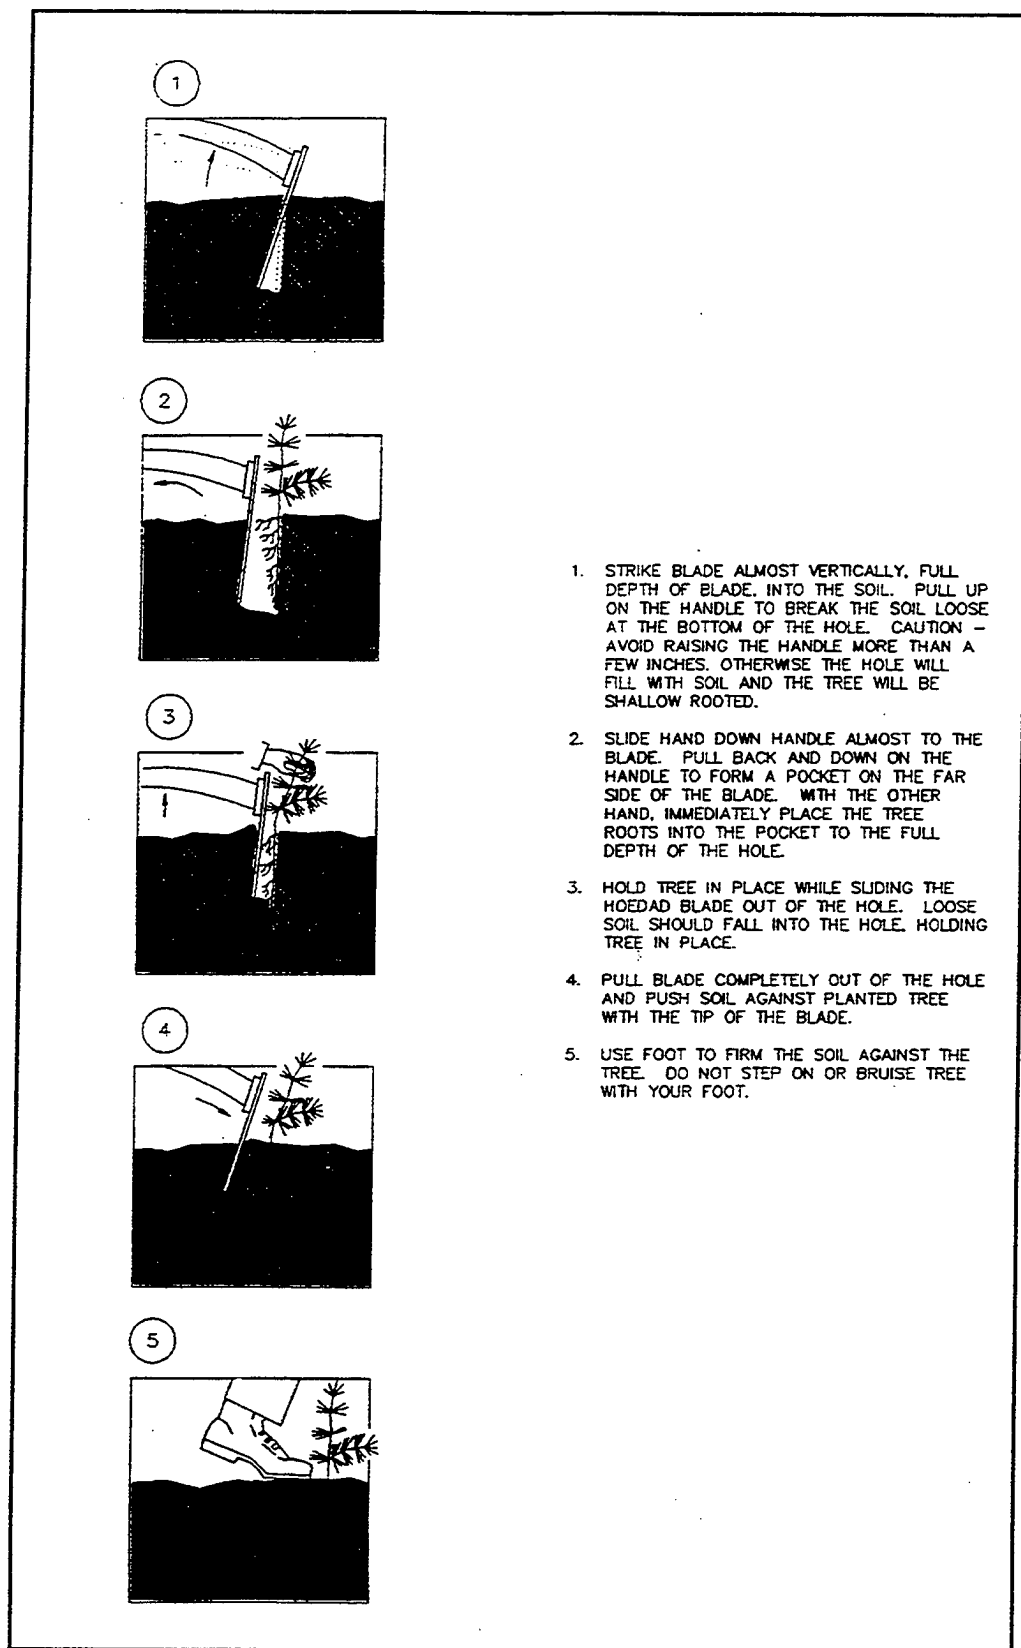 1
2
3
4
5
1. STRIKE BLADE ALMOST VERTICALLY, FULL
DEPTH OF BLADE, INTO THE SOIL. PULL UP
ON THE HANDLE TO BREAK THE SOIL LOOSE
AT THE BOTTOM OF THE HOLE. CAUTION –
AVOID RAISING THE HANDLE MORE THAN A
FEW INCHES. OTHERWISE THE HOLE WILL
FILL WITH SOIL AND THE TREE WILL BE
SHALLOW ROOTED.
2. SLIDE HAND DOWN HANDLE ALMOST TO THE
BLADE. PULL BACK AND DOWN ON THE
HANDLE TO FORM A POCKET ON THE FAR
SIDE OF THE BLADE. WITH THE OTHER
HAND, IMMEDIATELY PLACE THE TREE
ROOTS INTO THE POCKET TO THE FULL
DEPTH OF THE HOLE.
3. HOLD TREE IN PLACE WHILE SLIDING THE
HOEDAD BLADE OUT OF THE HOLE. LOOSE
SOIL SHOULD FALL INTO THE HOLE, HOLDING
TREE IN PLACE.
4. PULL BLADE COMPLETELY OUT OF THE HOLE
AND PUSH SOIL AGAINST PLANTED TREE
WITH THE TIP OF THE BLADE.
5. USE FOOT TO FIRM THE SOIL AGAINST THE
TREE. DO NOT STEP ON OR BRUISE TREE
WITH YOUR FOOT.